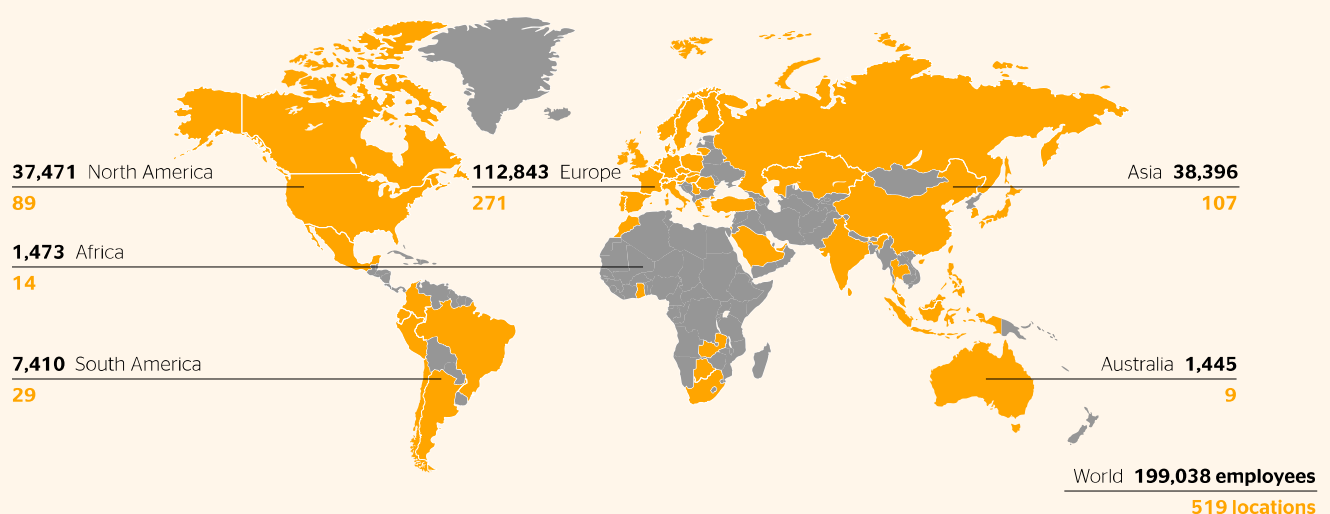 37,471 North America
89
112,843 Europe
271
Asia 38,396
107
1,473 Africa
14
7,410 South America
29
Australia 1,445
9
World 199,038 employees
519 locations